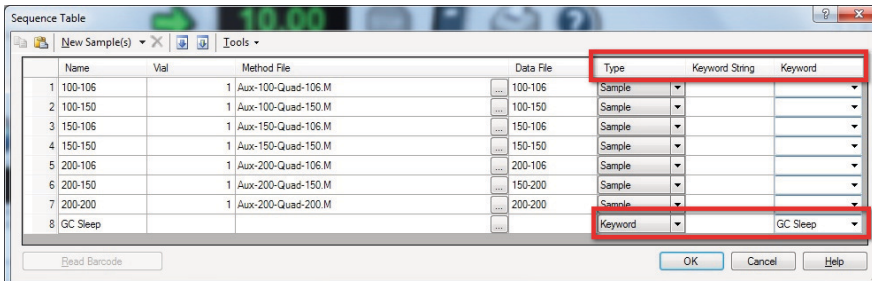 Sequence Table
10.00
New Sample(s) Tools
Name Vial Method File Data File Type Keyword String Keyword
1 100-106 1 Aux-100-Quad-106.M ... 100-106 Sample
2 100-150 1 Aux-100-Quad-150.M ... 100-150 Sample
3 150-106 1 Aux-150-Quad-106.M ... 150-106 Sample
4 150-150 1 Aux-150-Quad-150.M ... 150-150 Sample
5 200-106 1 Aux-200-Quad-106.M ... 200-106 Sample
6 200-150 1 Aux-200-Quad-150.M ... 150-200 Sample
7 200-200 1 Aux-200-Quad-200.M ... 200-200 Sample
8 GC Sleep ... Keyword GC Sleep
Read Barcode OK Cancel Help